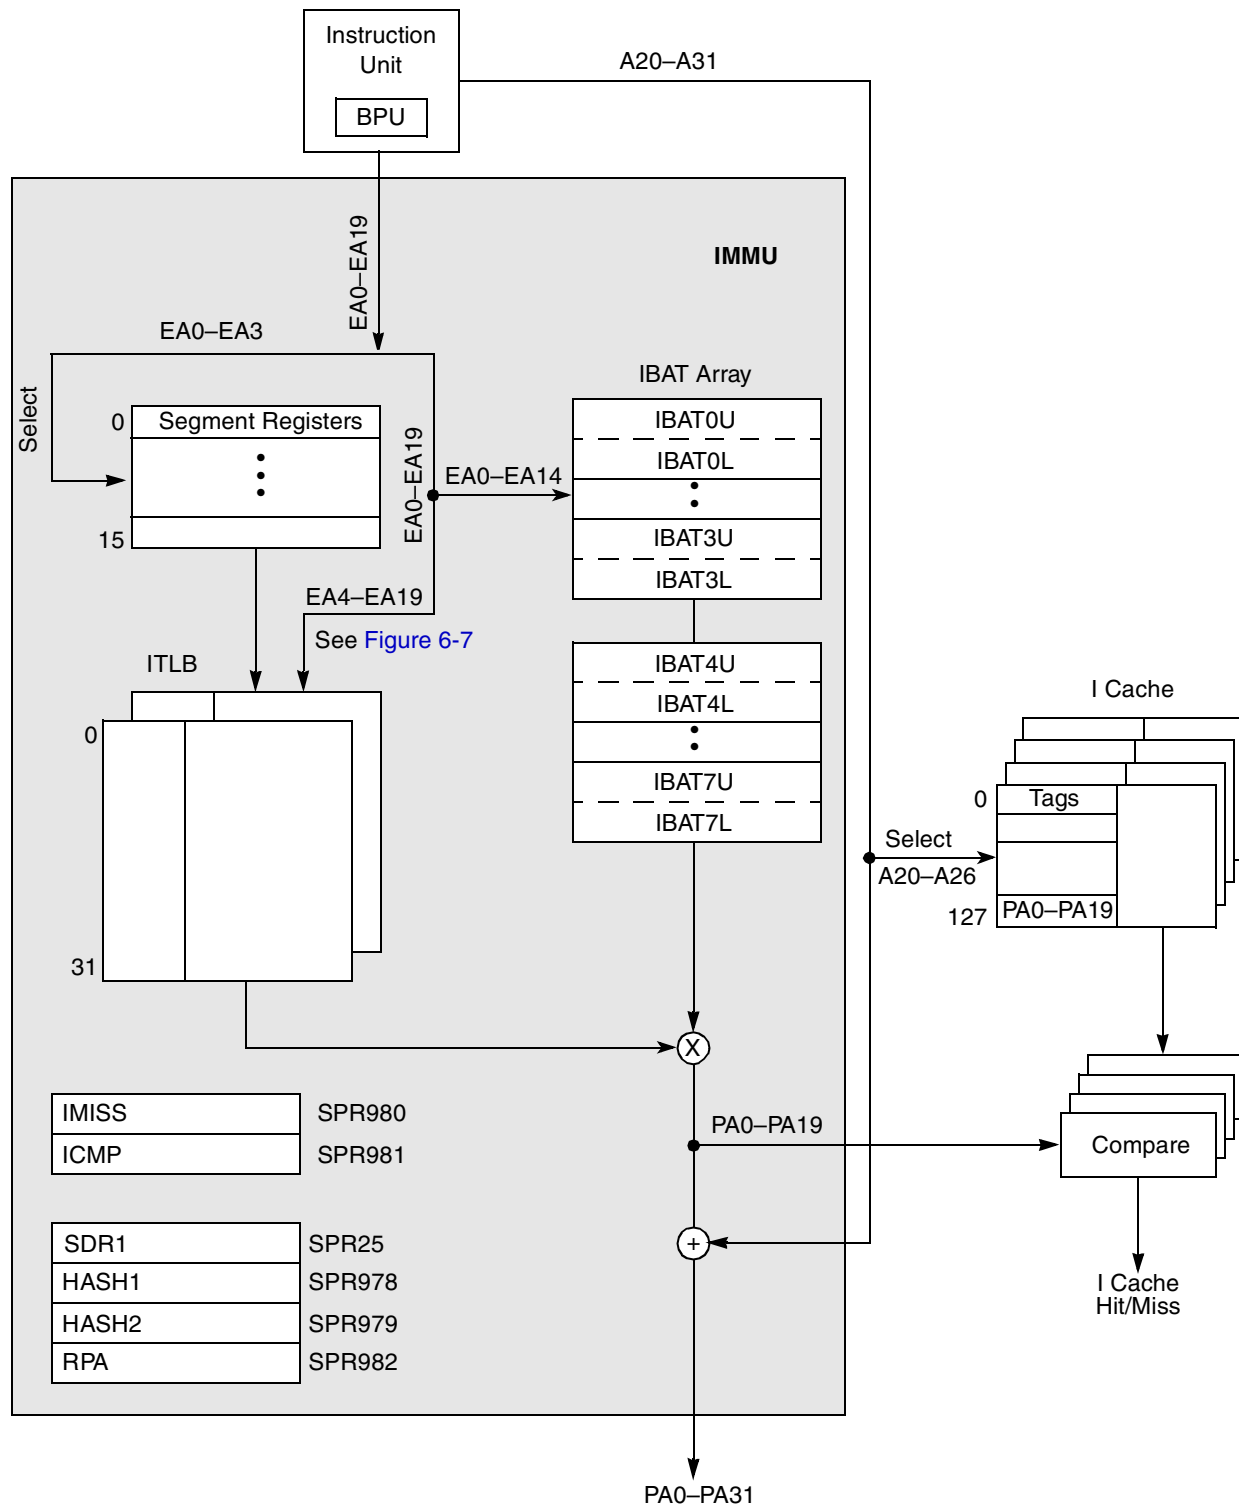 Instruction
Unit
BPU
A20–A31
EA0–EA19
IMMU
EA0–EA3
Select
0
Segment Registers
15
EA0–EA19
EA0–EA14
IBAT Array
IBAT0U
IBAT0L
IBAT3U
IBAT3L
EA4–EA19
See Figure 6-7
ITLB
0
31
IBAT4U
IBAT4L
IBAT7U
IBAT7L
I Cache
0
Tags
Select
A20–A26
127
PA0–PA19
X
IMISS
SPR980
ICMP
SPR981
PA0–PA19
Compare
SDR1
SPR25
HASH1
SPR978
HASH2
SPR979
RPA
SPR982
+
I Cache
Hit/Miss
PA0–PA31